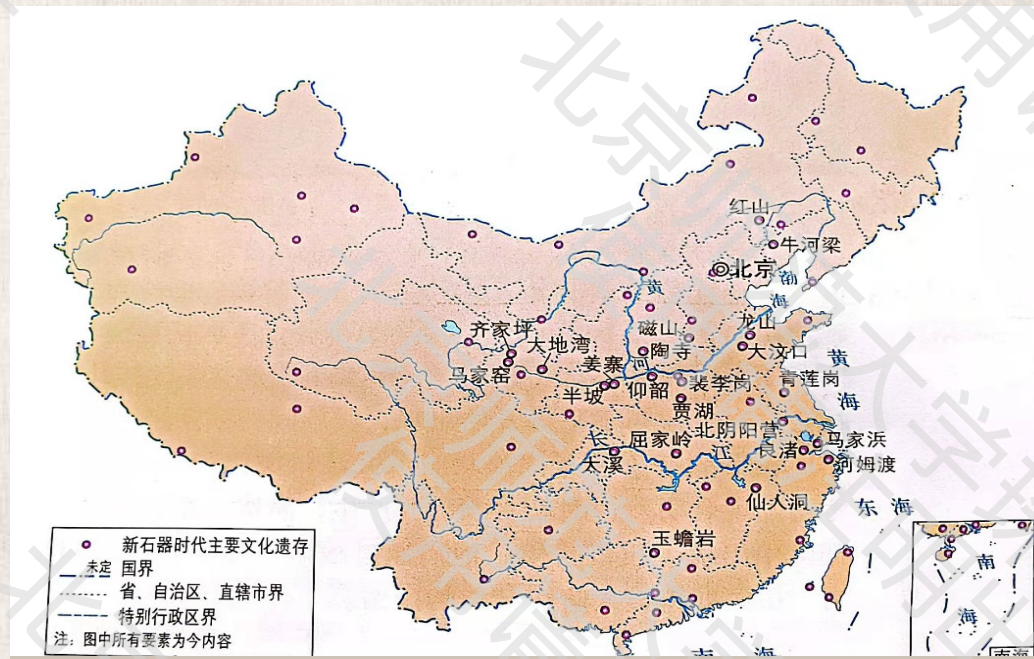 红山
牛河梁
北京
渤
海
黄
齐家坪
大地湾
马家窑
磁山
陶寺
龙山
大汶口
黄
海
姜寨
河
半坡
仰韶
裴李岗
贾湖
青莲岗
北阴阳营
长
江
屈家岭
大溪
良渚
马家浜
河姆渡
仙人洞
东海
玉蟾岩
南
海
南海
南海
新石器时代主要文化遗存
未定 国界
省、自治区、直辖市界
特别行政区界
注：图中所有要素为今内容